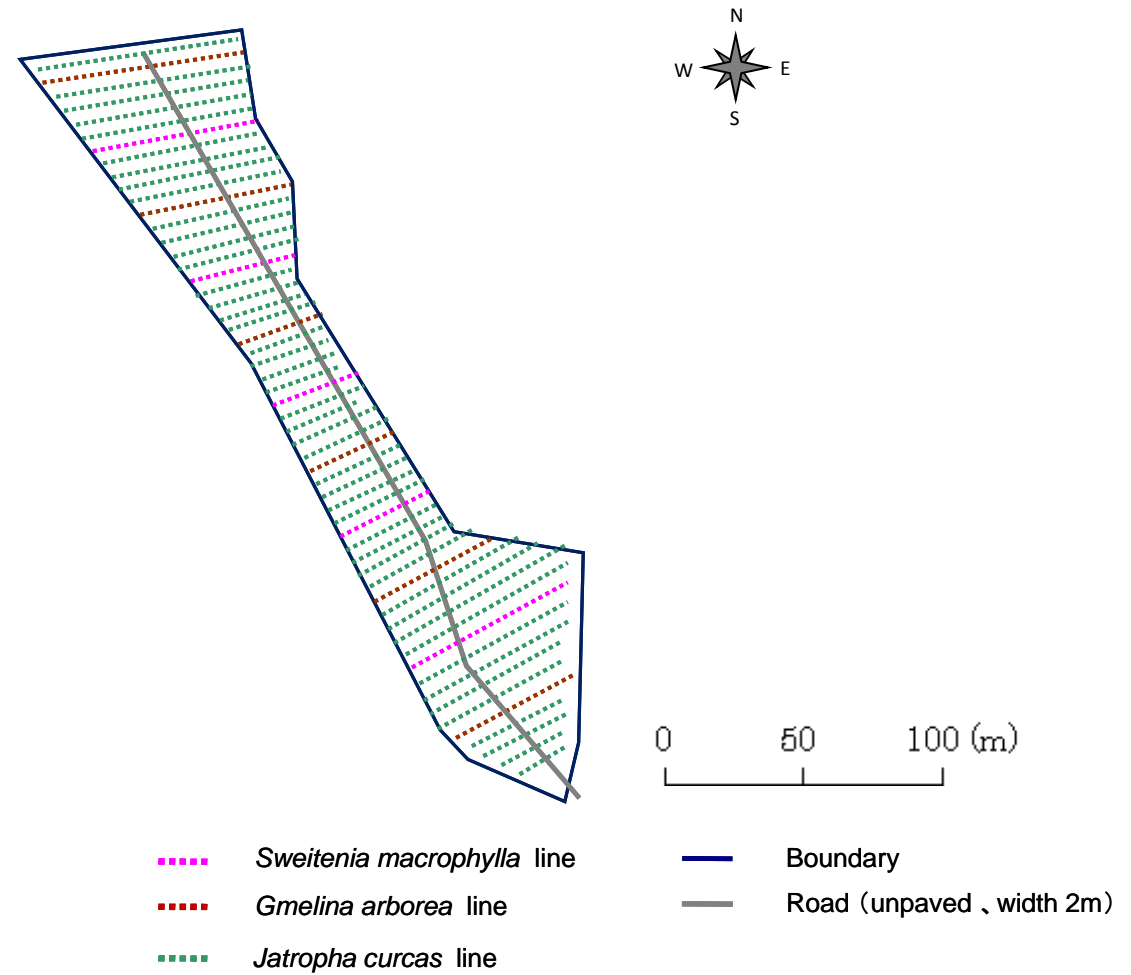 N
W E
S
0 50 100 (m)
Sweitenia macrophylla line
Boundary
Gmelina arborea line
Road（unpaved 、width 2m）
Jatropha curcas line